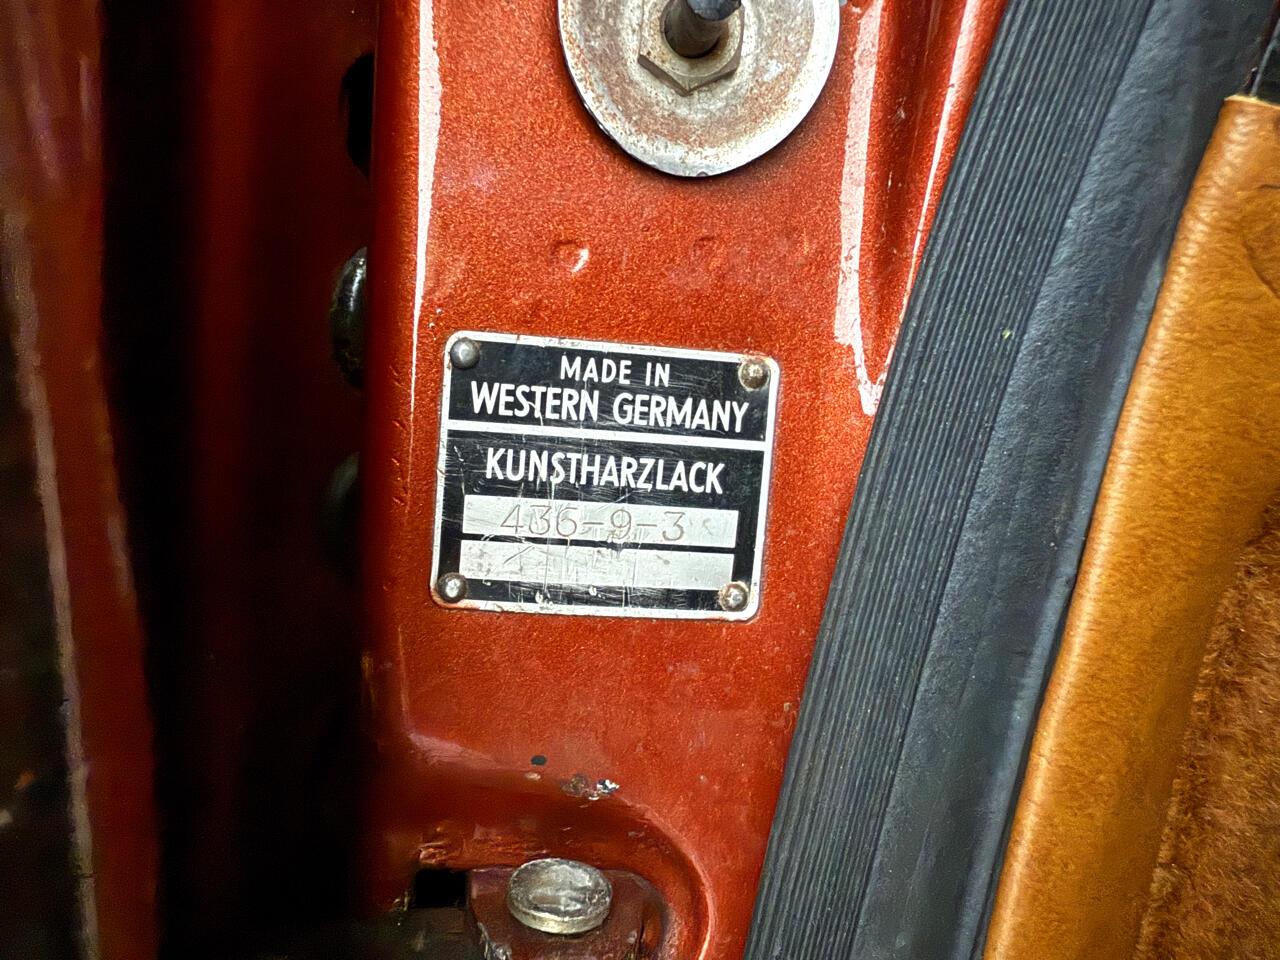 MADE IN
WESTERN GERMANY
KUNSTHARZLACK
436-9-3